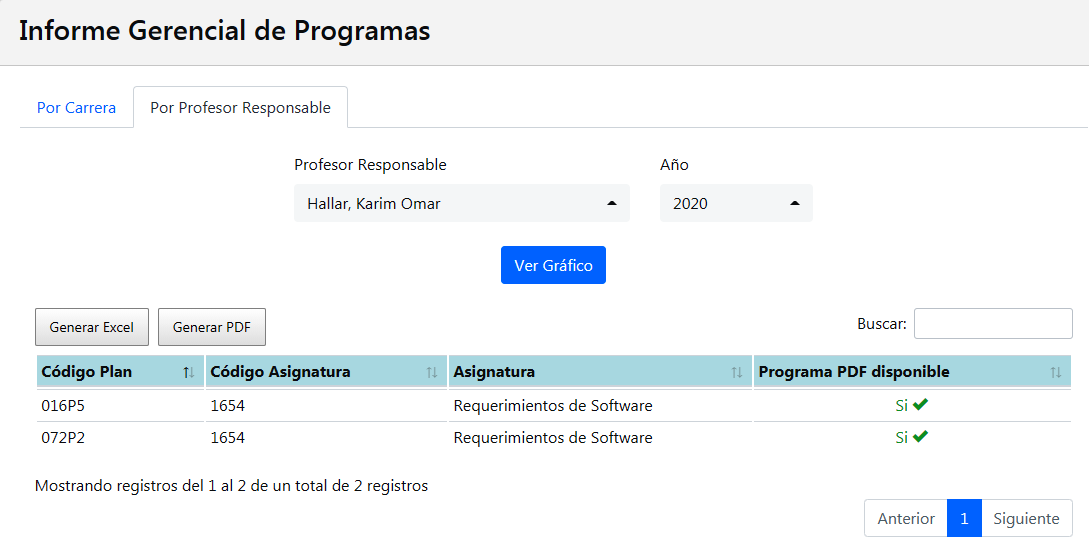 Informe Gerencial de Programas
Por Carrera Por Profesor Responsable
Profesor Responsable Año
Hallar, Karim Omar 2020
Ver Gráfico
Generar Excel Generar PDF Buscar:
Código Plan Código Asignatura Asignatura Programa PDF disponible
016P5 1654 Requerimientos de Software Si
072P2 1654 Requerimientos de Software Si
Mostrando registros del 1 al 2 de un total de 2 registros
Anterior 1 Siguiente